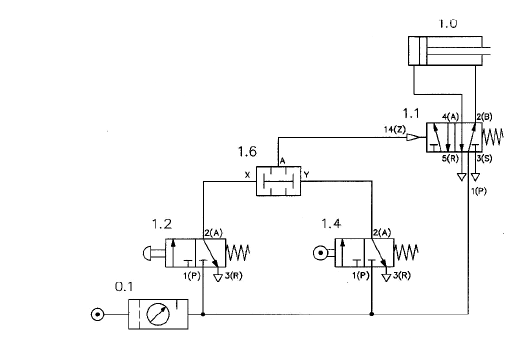 1.0
1.1
4(A)
2(B)
14(Z)
5(R)
3(S)
1(P)
1.6
A
X
Y
1.2
2(A)
1(P)
3(R)
1.4
2(A)
1(P)
3(R)
0.1